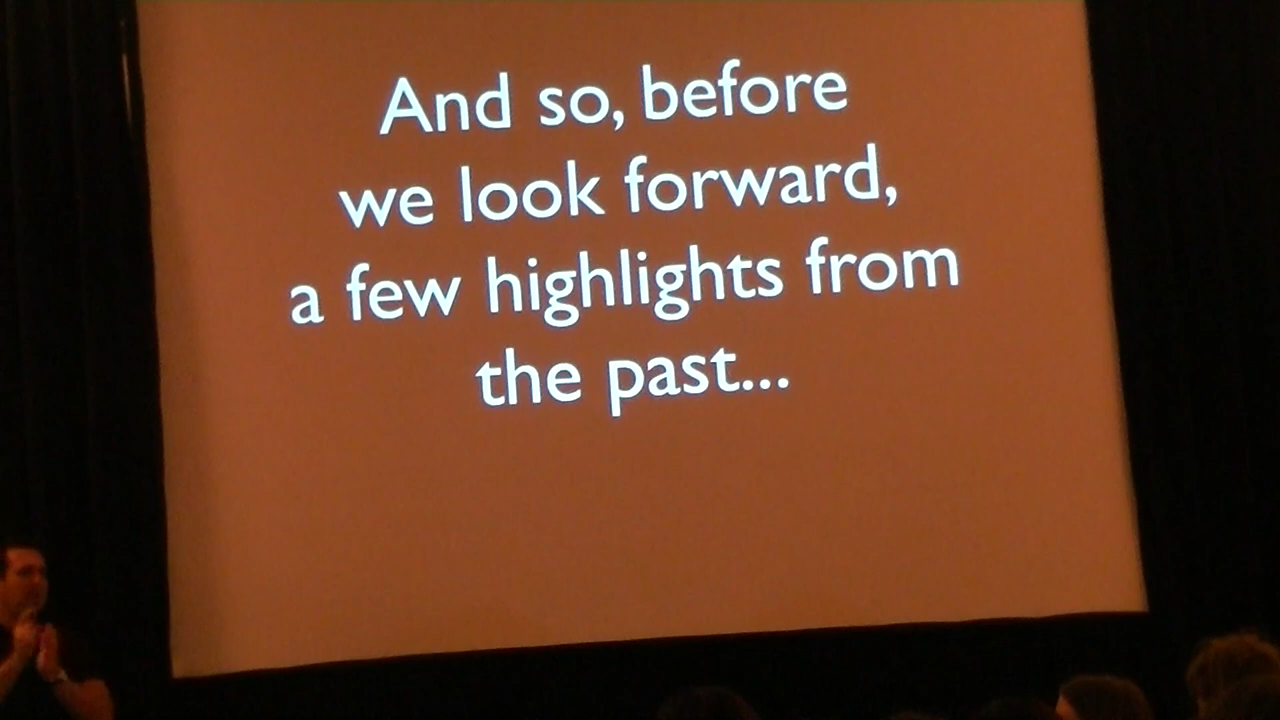 And so, before
we look forward,
a few highlights from
the past...